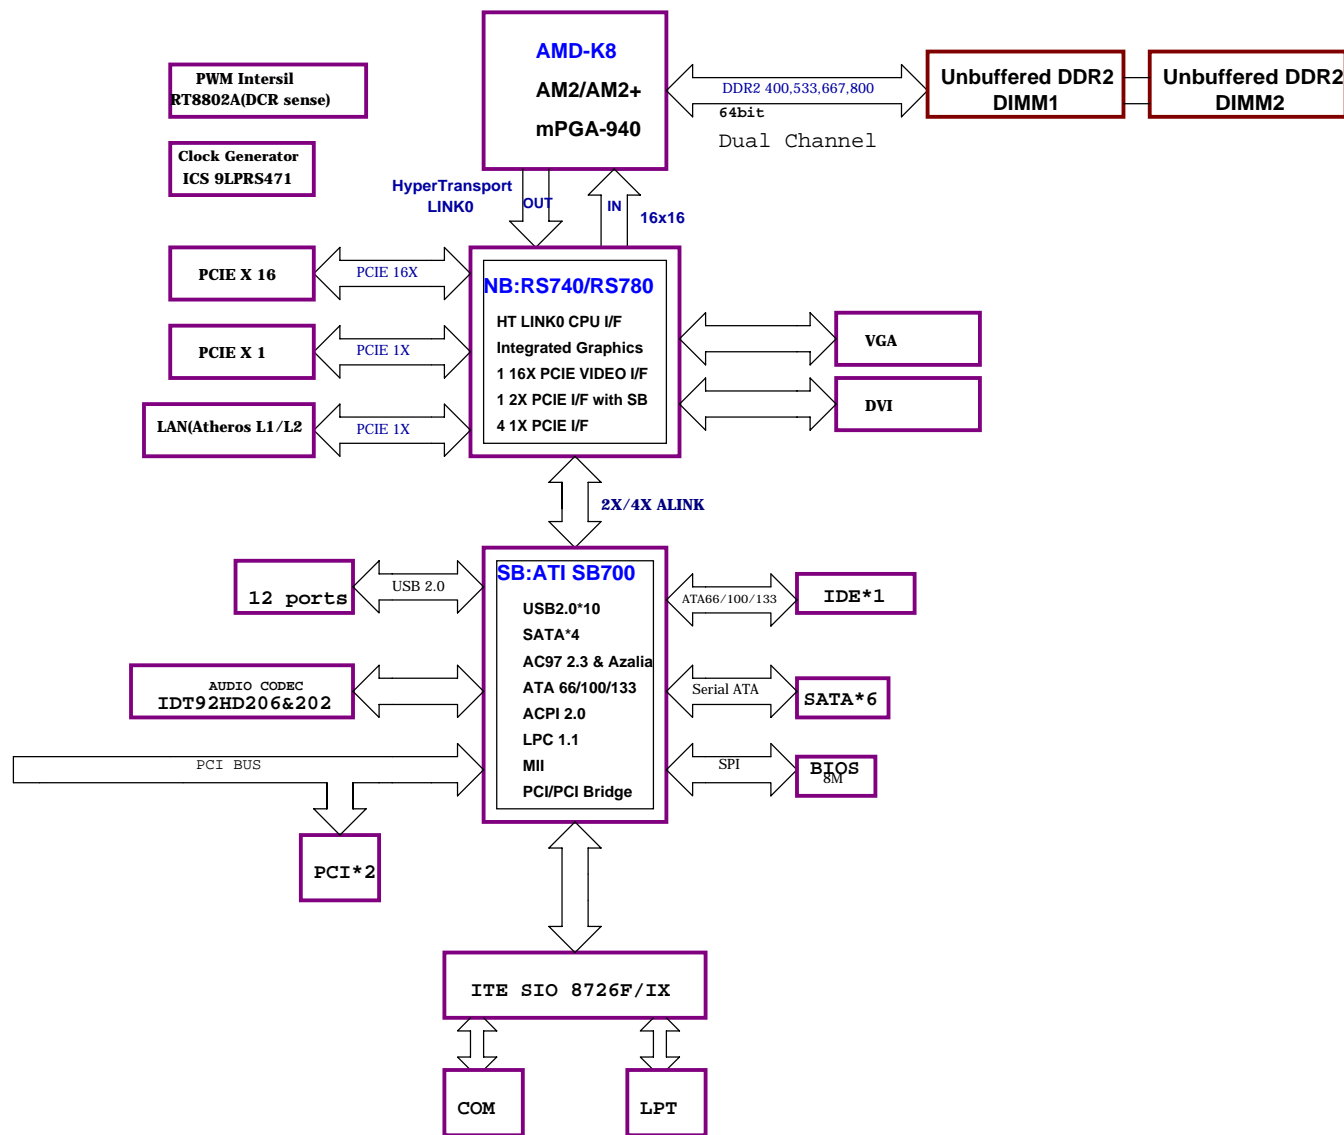 AMD-K8
AM2/AM2+
mPGA-940
PWM Intersil
RT8802A(DCR sense)
Clock Generator
ICS 9LPRS471
DDR2 400,533,667,800
64bit
Dual Channel
Unbuffered DDR2
DIMM1
Unbuffered DDR2
DIMM2
HyperTransport
LINK0
OUT
IN
16x16
PCIE X 16
PCIE 16X
PCIE X 1
PCIE 1X
LAN(Atheros L1/L2
PCIE 1X
NB:RS740/RS780
HT LINK0 CPU I/F
Integrated Graphics
1 16X PCIE VIDEO I/F
1 2X PCIE I/F with SB
4 1X PCIE I/F
VGA
DVI
2X/4X ALINK
12 ports
USB 2.0
AUDIO CODEC
IDT92HD206&202
PCI BUS
PCI*2
SB:ATI SB700
USB2.0*10
SATA*4
AC97 2.3 & Azalia
ATA 66/100/133
ACPI 2.0
LPC 1.1
MII
PCI/PCI Bridge
ATA66/100/133
IDE*1
Serial ATA
SATA*6
SPI
BIOS
8M
ITE SIO 8726F/IX
COM
LPT